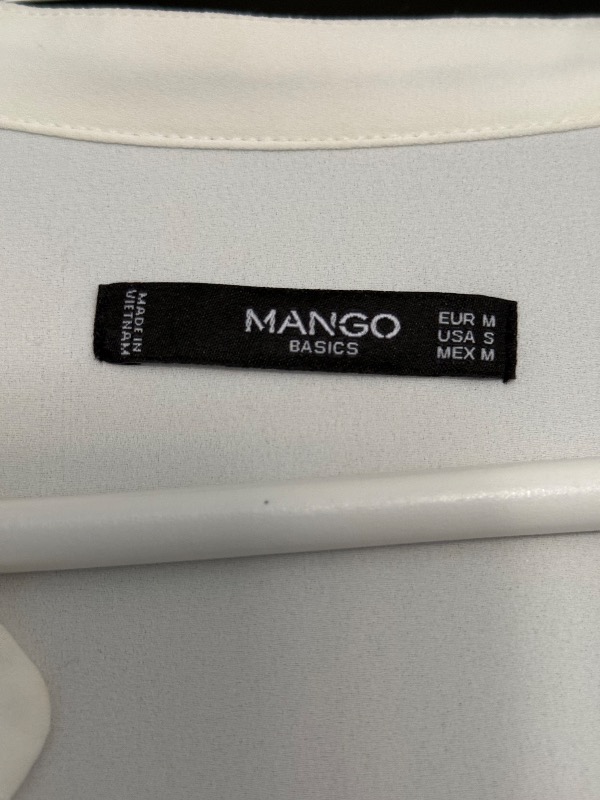 MADE IN
VIETNAM
MANGO
BASICS
EUR M
USA S
MEX M